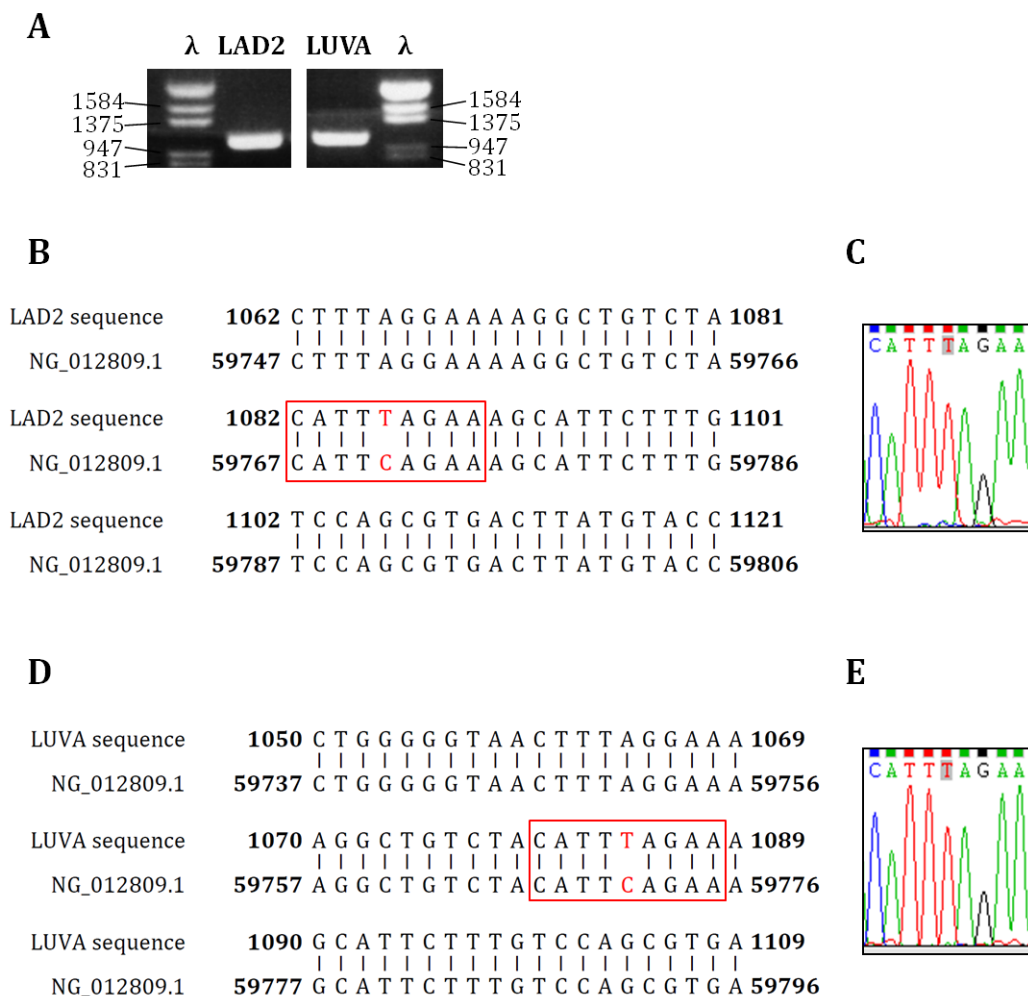 A
λ LAD2 LUVA λ
1584 1584
1375 1375
947 947
831 831
B
LAD2 sequence 1062 C T T T A G G A A A A G G C T G T C T A 1081
NG_012809.1 59747 C T T T A G G A A A A G G C T G T C T A 59766
LAD2 sequence 1082 C A T T T A G A A A G C A T T C T T T G 1101
NG_012809.1 59767 C A T T C A G A A A G C A T T C T T T G 59786
LAD2 sequence 1102 T C C A G C G T G A C T T A T G T A C C 1121
NG_012809.1 59787 T C C A G C G T G A C T T A T G T A C C 59806
C
C A T T T A G A A
D
LUVA sequence 1050 C T G G G G G T A A C T T T A G G A A A 1069
NG_012809.1 59737 C T G G G G G T A A C T T T A G G A A A 59756
LUVA sequence 1070 A G G C T G T C T A C A T T T A G A A A 1089
NG_012809.1 59757 A G G C T G T C T A C A T T C A G A A A 59776
LUVA sequence 1090 G C A T T C T T T G T C C A G C G T G A 1109
NG_012809.1 59777 G C A T T C T T T G T C C A G C G T G A 59796
E
C A T T T A G A A